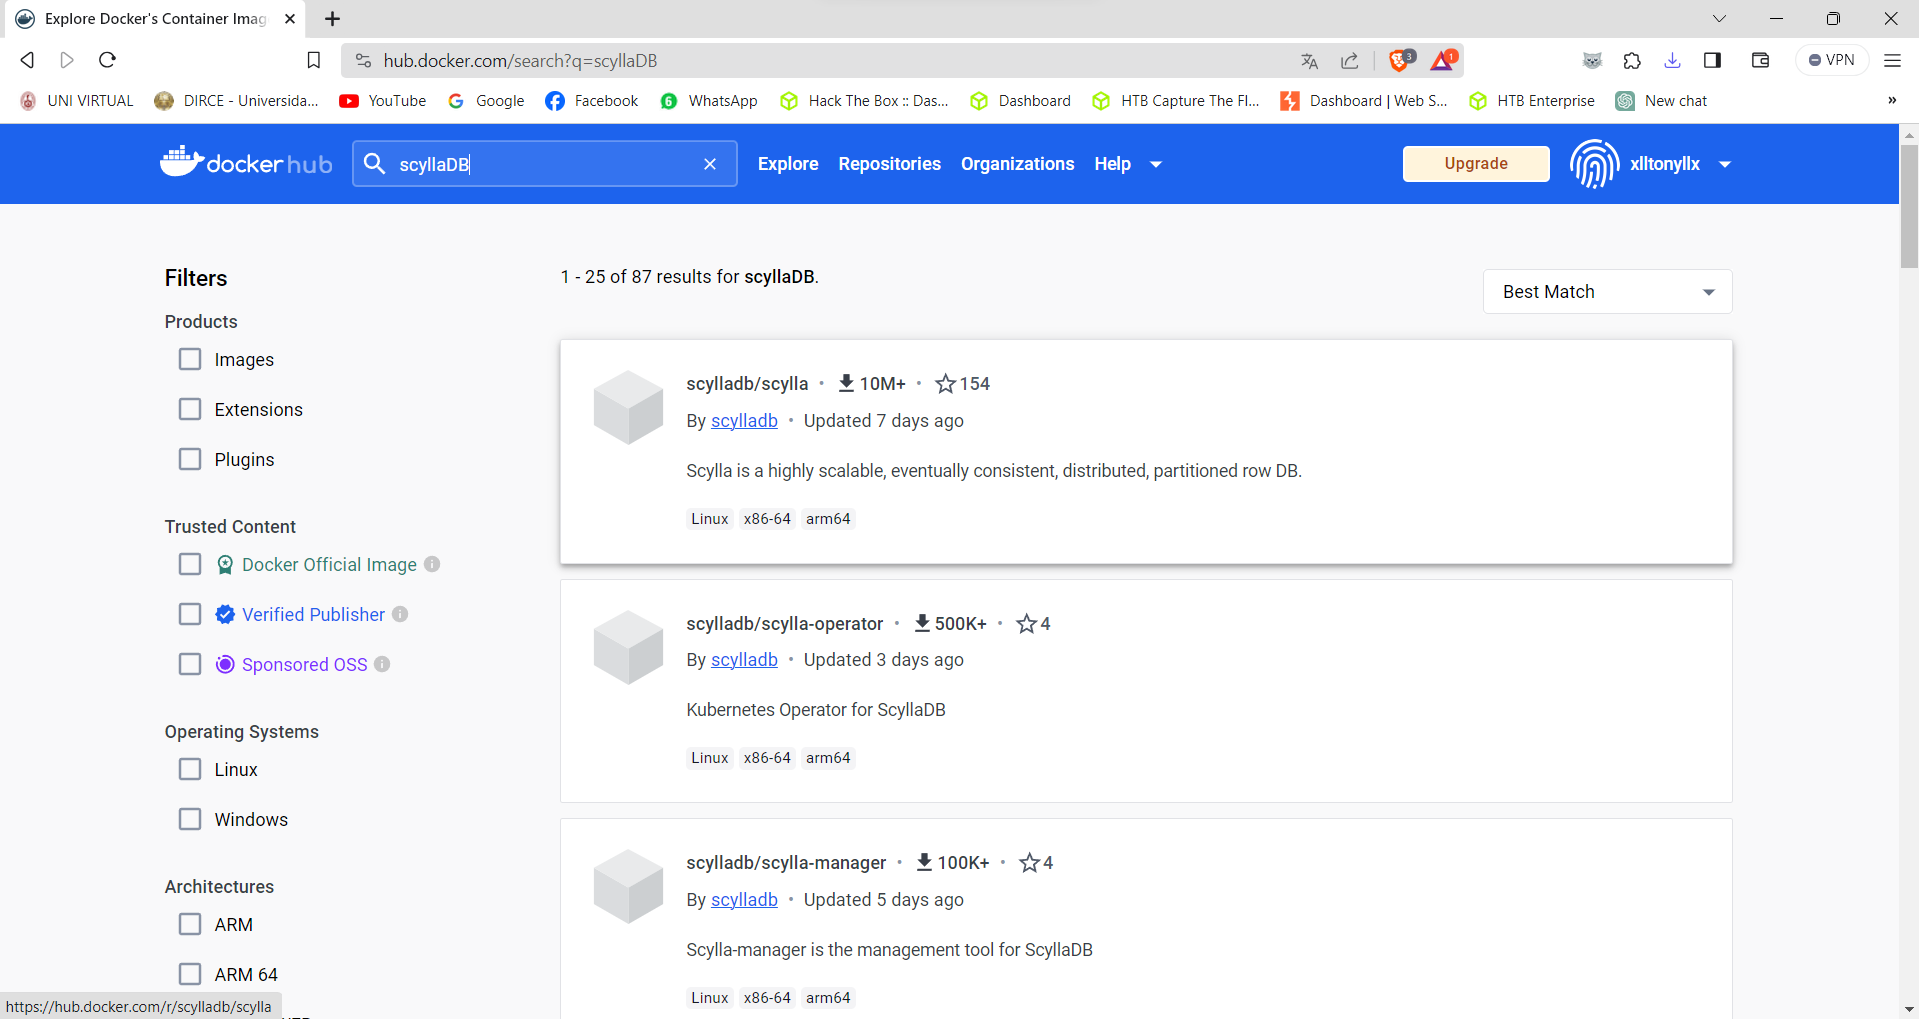 Explore Docker's Container Imag
hub.docker.com/search?q=scyllaDB
3
1
VPN
UNI VIRTUAL
DIRCE - Universida...
YouTube
Google
Facebook
6
WhatsApp
Hack The Box :: Das...
Dashboard
HTB Capture The Fl...
Dashboard | Web S...
HTB Enterprise
New chat
»
dockerhub
scyllaDB
Explore
Repositories
Organizations
Help
Upgrade
xlltonyllx
Filters
Products
Images
Extensions
Plugins
Trusted Content
Docker Official Image
Verified Publisher
Sponsored OSS
Operating Systems
Linux
Windows
Architectures
ARM
ARM 64
https://hub.docker.com/r/scylladb/scylla
1 - 25 of 87 results for scyllaDB.
Best Match
scylladb/scylla • 10M+ • 154
By scylladb • Updated 7 days ago
Scylla is a highly scalable, eventually consistent, distributed, partitioned row DB.
Linux x86-64 arm64
scylladb/scylla-operator • 500K+ • 4
By scylladb • Updated 3 days ago
Kubernetes Operator for ScyllaDB
Linux x86-64 arm64
scylladb/scylla-manager • 100K+ • 4
By scylladb • Updated 5 days ago
Scylla-manager is the management tool for ScyllaDB
Linux x86-64 arm64